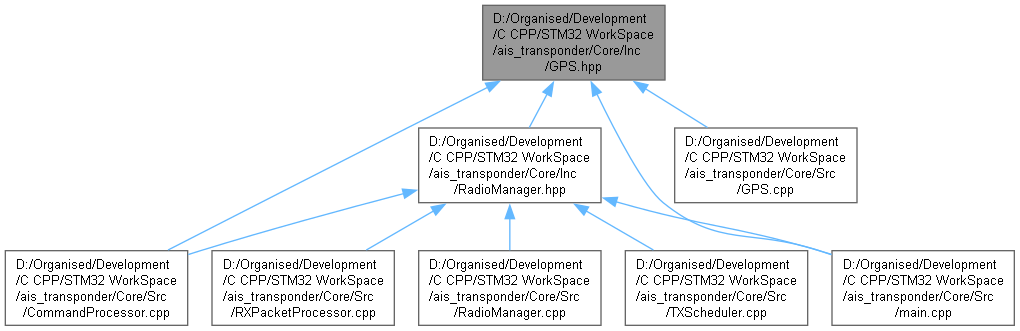 D:/Organised/Development
/C CPP/STM32 WorkSpace
/ais_transponder/Core/Inc
/GPS.hpp
D:/Organised/Development
/C CPP/STM32 WorkSpace
/ais_transponder/Core/Inc
/RadioManager.hpp
D:/Organised/Development
/C CPP/STM32 WorkSpace
/ais_transponder/Core/Src
/GPS.cpp
D:/Organised/Development
/C CPP/STM32 WorkSpace
/ais_transponder/Core/Src
/CommandProcessor.cpp
D:/Organised/Development
/C CPP/STM32 WorkSpace
/ais_transponder/Core/Src
/RXPacketProcessor.cpp
D:/Organised/Development
/C CPP/STM32 WorkSpace
/ais_transponder/Core/Src
/RadioManager.cpp
D:/Organised/Development
/C CPP/STM32 WorkSpace
/ais_transponder/Core/Src
/TXScheduler.cpp
D:/Organised/Development
/C CPP/STM32 WorkSpace
/ais_transponder/Core/Src
/main.cpp